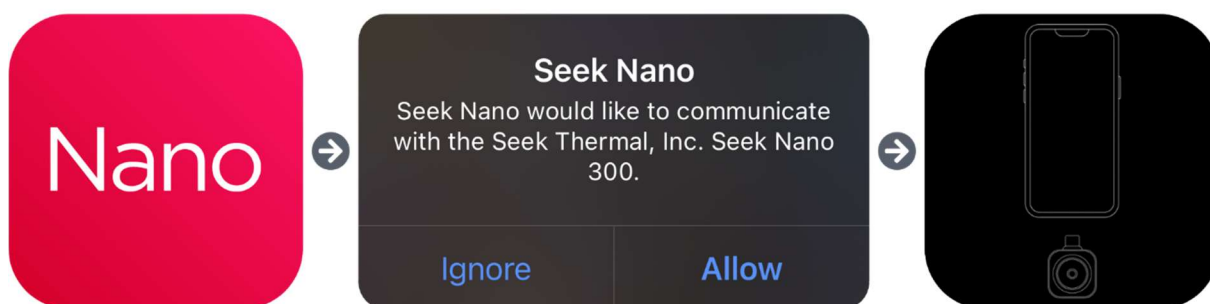 Nano
Seek Nano
Seek Nano would like to communicate
with the Seek Thermal, Inc. Seek Nano
300.
Ignore
Allow